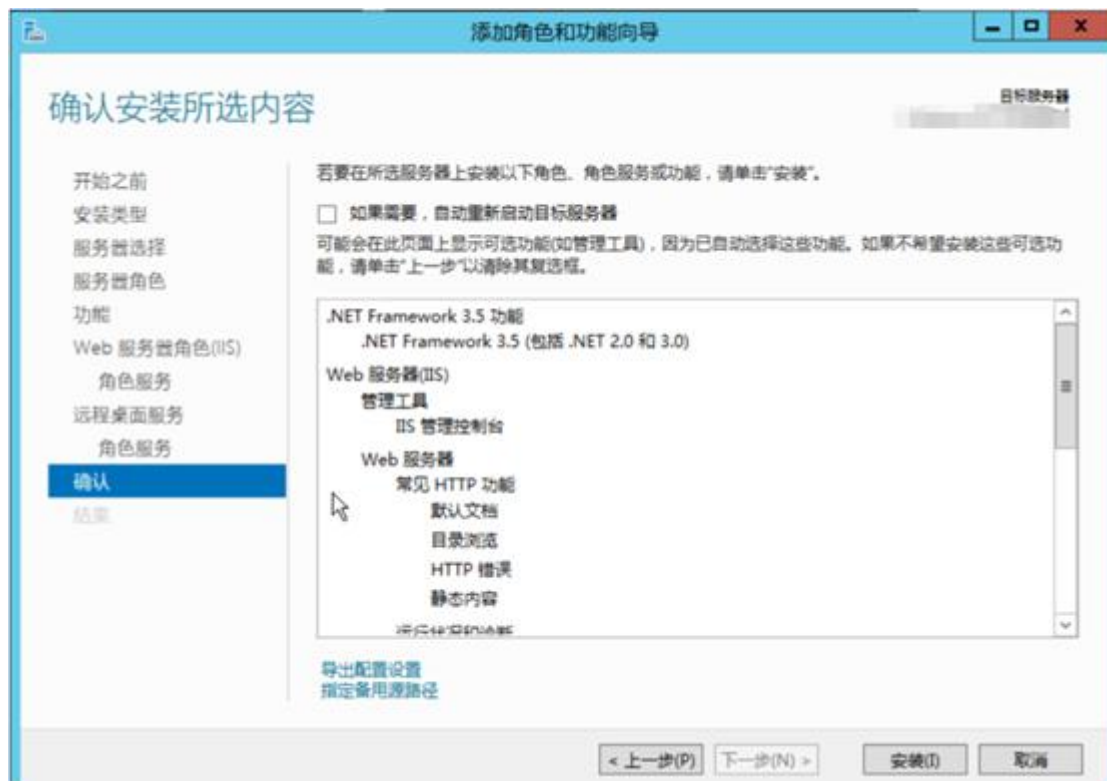 添加角色和功能向导
确认安装所选内容
目标服务器
开始之前
安装类型
服务器选择
服务器角色
功能
Web 服务器角色(IIS)
角色服务
远程桌面服务
角色服务
确认
结果
若要在所选服务器上安装以下角色、角色服务或功能，请单击“安装”。
如果需要，自动重新启动目标服务器
可能会在此页面上显示可选功能(如管理工具)，因为已自动选择这些功能。如果不希望安装这些可选功
能，请单击“上一步”以清除其复选框。
.NET Framework 3.5 功能
.NET Framework 3.5 (包括 .NET 2.0 和 3.0)
Web 服务器(IIS)
管理工具
IIS 管理控制台
Web 服务器
常见 HTTP 功能
默认文档
目录浏览
HTTP 错误
静态内容
运行状况和诊断
导出配置设置
指定备用源路径
< 上一步(P)
下一步(N) >
安装(I)
取消